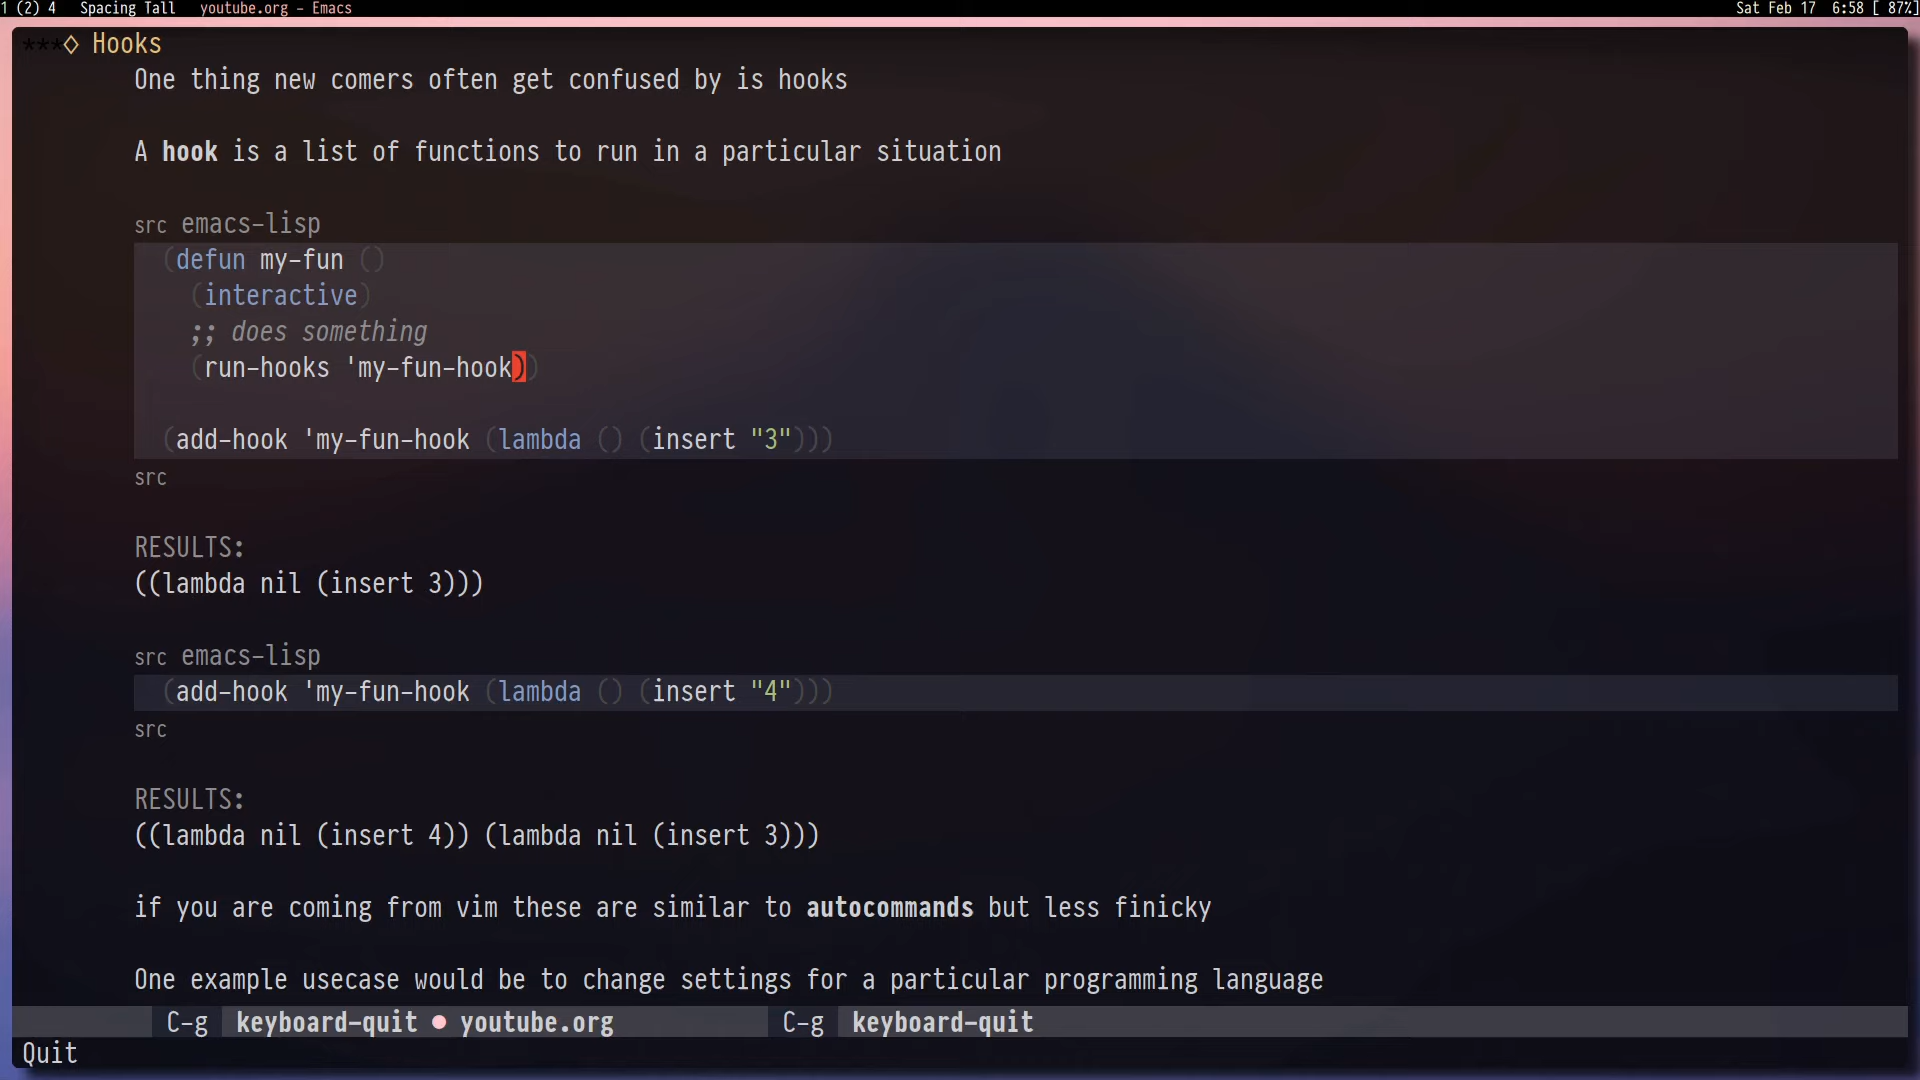 1 (2) 4 Spacing Tall youtube.org - Emacs Sat Feb 17 6:58 [ 87%]
***◇ Hooks
One thing new comers often get confused by is hooks
A hook is a list of functions to run in a particular situation
src emacs-lisp
(defun my-fun ()
(interactive)
;; does something
(run-hooks 'my-fun-hook))
(add-hook 'my-fun-hook (lambda () (insert "3")))
src
RESULTS:
((lambda nil (insert 3)))
src emacs-lisp
(add-hook 'my-fun-hook (lambda () (insert "4")))
src
RESULTS:
((lambda nil (insert 4)) (lambda nil (insert 3)))
if you are coming from vim these are similar to autocommands but less finicky
One example usecase would be to change settings for a particular programming language
C-g keyboard-quit ● youtube.org C-g keyboard-quit
Quit